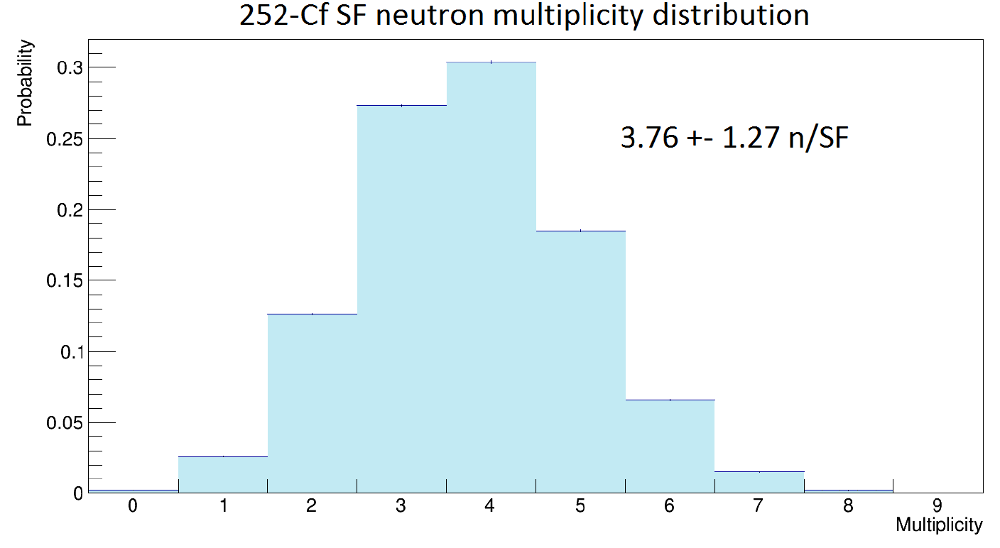 252-Cf SF neutron multiplicity distribution
Probability
0.3
0.25
0.2
0.15
0.1
0.05
0
3.76 +- 1.27 n/SF
0 1 2 3 4 5 6 7 8 9
Multiplicity